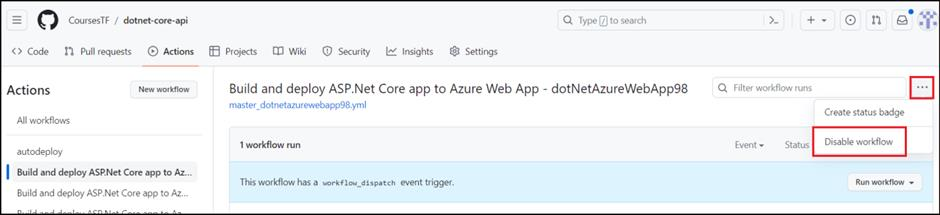 CoursesTF / dotnet-core-api
Type / to search
Code Pull requests Actions Projects Wiki Security Insights Settings
Actions
New workflow
All workflows
autodeploy
Build and deploy ASP.Net Core app to Az...
Build and deploy ASP.Net Core app to Az...
Build and deploy ASP.Net Core app to Az...
Build and deploy ASP.Net Core app to Azure Web App - dotNetAzureWebApp98
master_dotnetazurewebapp98.yml
Filter workflow runs
Create status badge
Disable workflow
1 workflow run
Event
Status
This workflow has a workflow_dispatch event trigger.
Run workflow